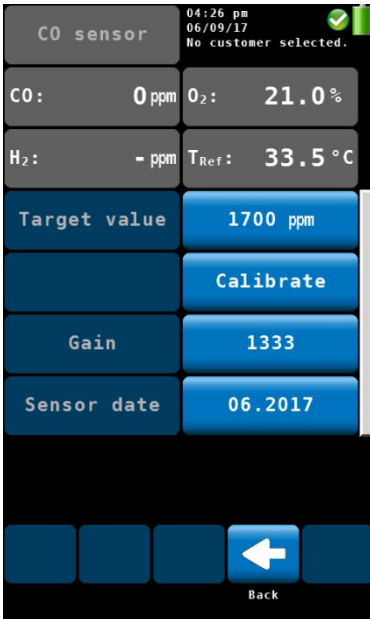 CO sensor
04:26 pm
06/09/17
No customer selected.
CO: 0 ppm O₂: 21.0 %
H₂: - ppm TRef: 33.5 °C
Target value 1700 ppm
Calibrate
Gain 1333
Sensor date 06.2017
Back